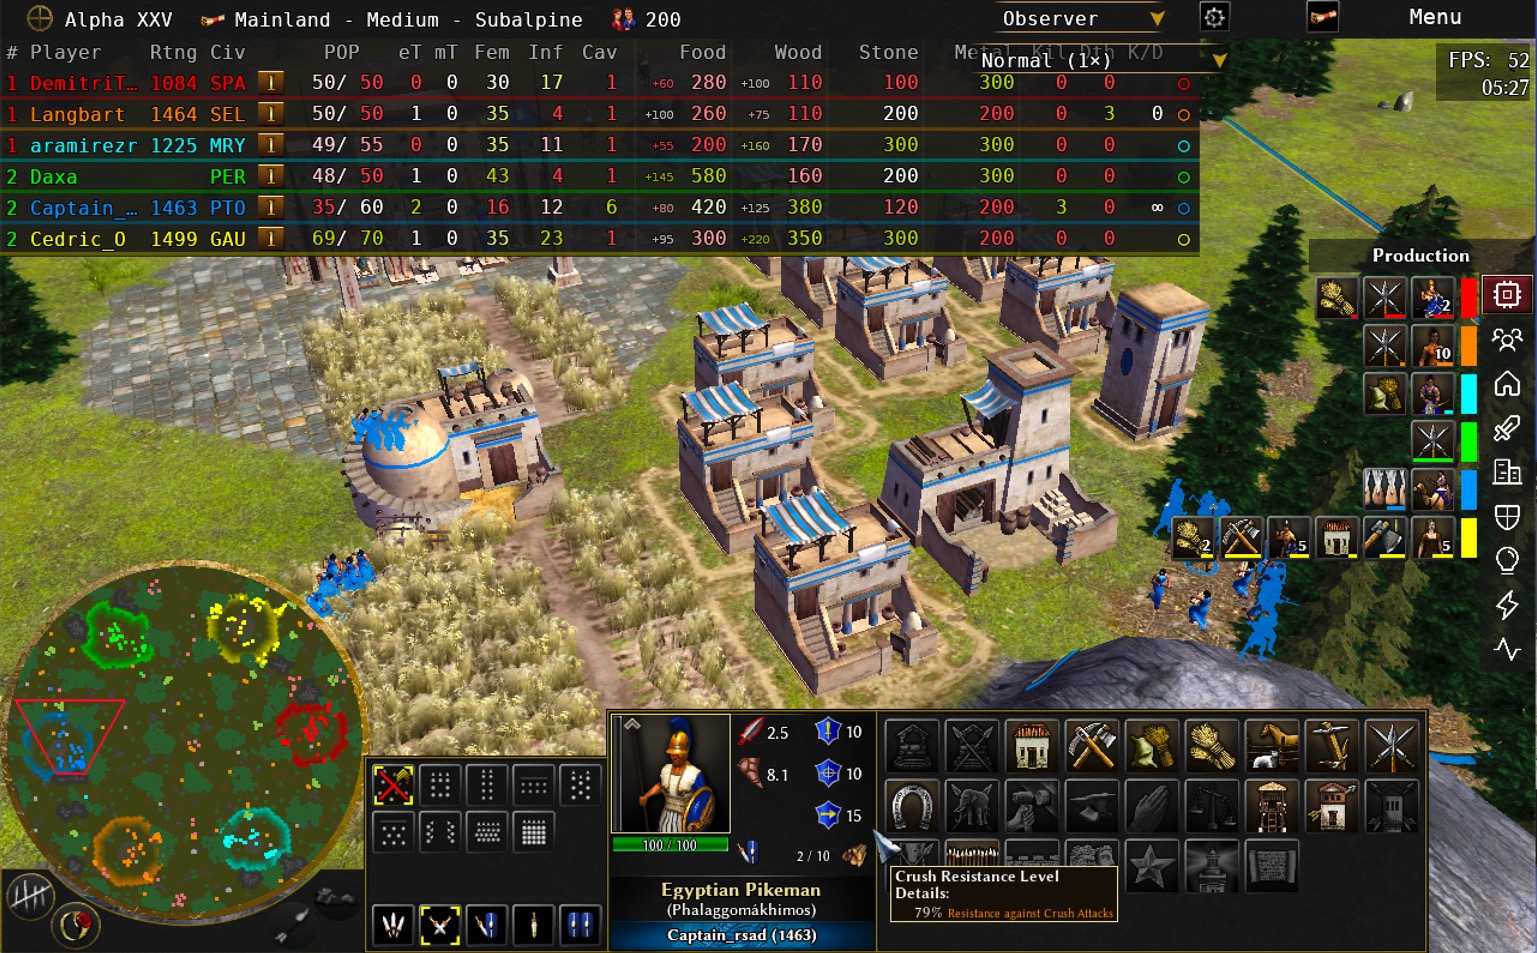 Alpha XXV Mainland - Medium - Subalpine 200 Observer Menu
# Player Rtng Civ POP eT mT Fem Inf Cav Food Wood Stone Metal Kil Dth K/D
Normal (1×)
FPS: 52
05:27
1 DemitriT… 1084 SPA 1 50/ 50 0 0 30 17 1 +60 280 +100 110 100 300 0 0
1 Langbart 1464 SEL 1 50/ 50 1 0 35 4 1 +100 260 +75 110 200 200 0 3 0
1 aramirezr 1225 MRY 1 49/ 55 0 0 35 11 1 +55 200 +160 170 300 300 0 0
2 Daxa PER 1 48/ 50 1 0 43 4 1 +145 580 160 200 300 0 0
2 Captain_… 1463 PTO 1 35/ 60 2 0 16 12 6 +80 420 +125 380 120 200 3 0 ∞
2 Cedric_O 1499 GAU 1 69/ 70 1 0 35 23 1 +95 300 +220 350 300 200 0 0
Production
2
10
2 5 5
2.5 10
8.1 10
15
100 / 100
2 / 10
Egyptian Pikeman
(Phalaggomákhimos)
Captain_rsad (1463)
Crush Resistance Level
Details:
79% Resistance against Crush Attacks